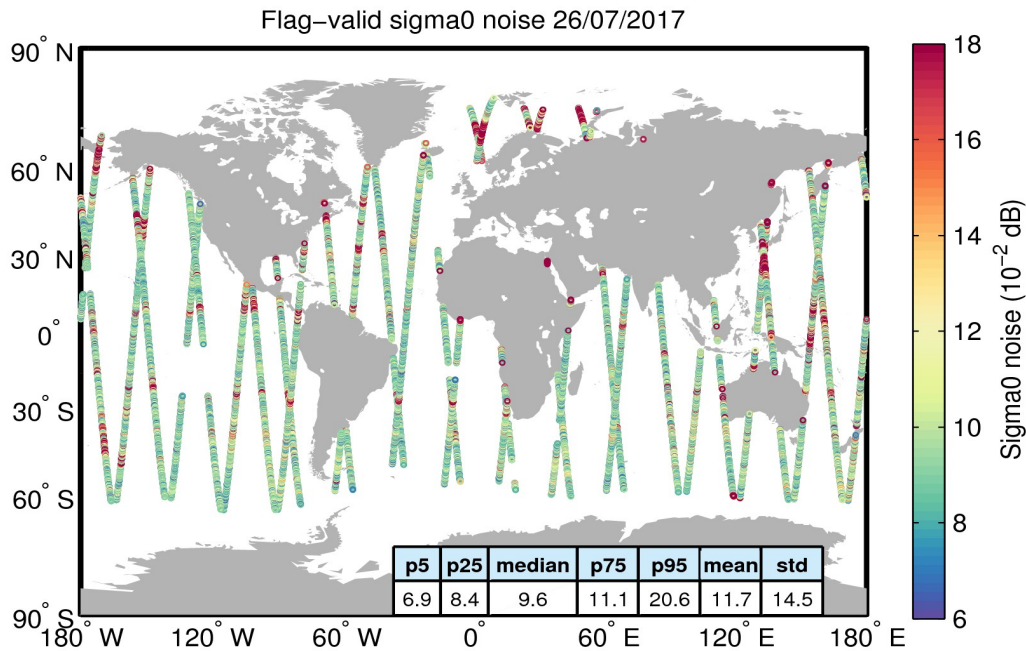 Flag−valid sigma0 noise 26/07/2017
90° N
60° N
30° N
0°
30° S
60° S
90° S
180° W
120° W
60° W
0°
60° E
120° E
180° E
p5 p25 median p75 p95 mean std
6.9 8.4 9.6 11.1 20.6 11.7 14.5
18
16
14
12
10
8
6
Sigma0 noise (10⁻² dB)